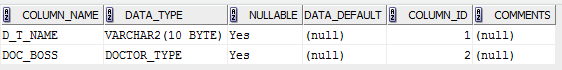 COLUMN_NAME DATA_TYPE NULLABLE DATA_DEFAULT COLUMN_ID COMMENTS
D_T_NAME VARCHAR2(10 BYTE) Yes (null) 1 (null)
DOC_BOSS DOCTOR_TYPE Yes (null) 2 (null)